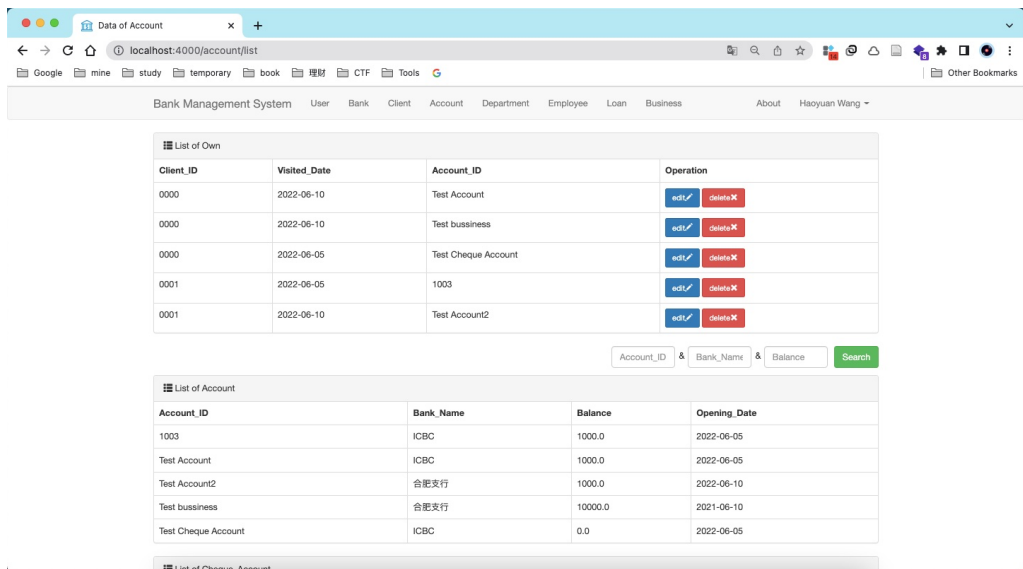 Data of Account
localhost:4000/account/list
Google mine study temporary book 理财 CTF Tools Other Bookmarks
Bank Management System User Bank Client Account Department Employee Loan Business About Haoyuan Wang
List of Own
Client_ID Visited_Date Account_ID Operation
0000 2022-06-10 Test Account edit delete
0000 2022-06-10 Test bussiness edit delete
0000 2022-06-05 Test Cheque Account edit delete
0001 2022-06-05 1003 edit delete
0001 2022-06-10 Test Account2 edit delete
Account_ID & Bank_Name & Balance Search
List of Account
Account_ID Bank_Name Balance Opening_Date
1003 ICBC 1000.0 2022-06-05
Test Account ICBC 1000.0 2022-06-05
Test Account2 合肥支行 1000.0 2022-06-10
Test bussiness 合肥支行 10000.0 2021-06-10
Test Cheque Account ICBC 0.0 2022-06-05
List of Cheque_Account